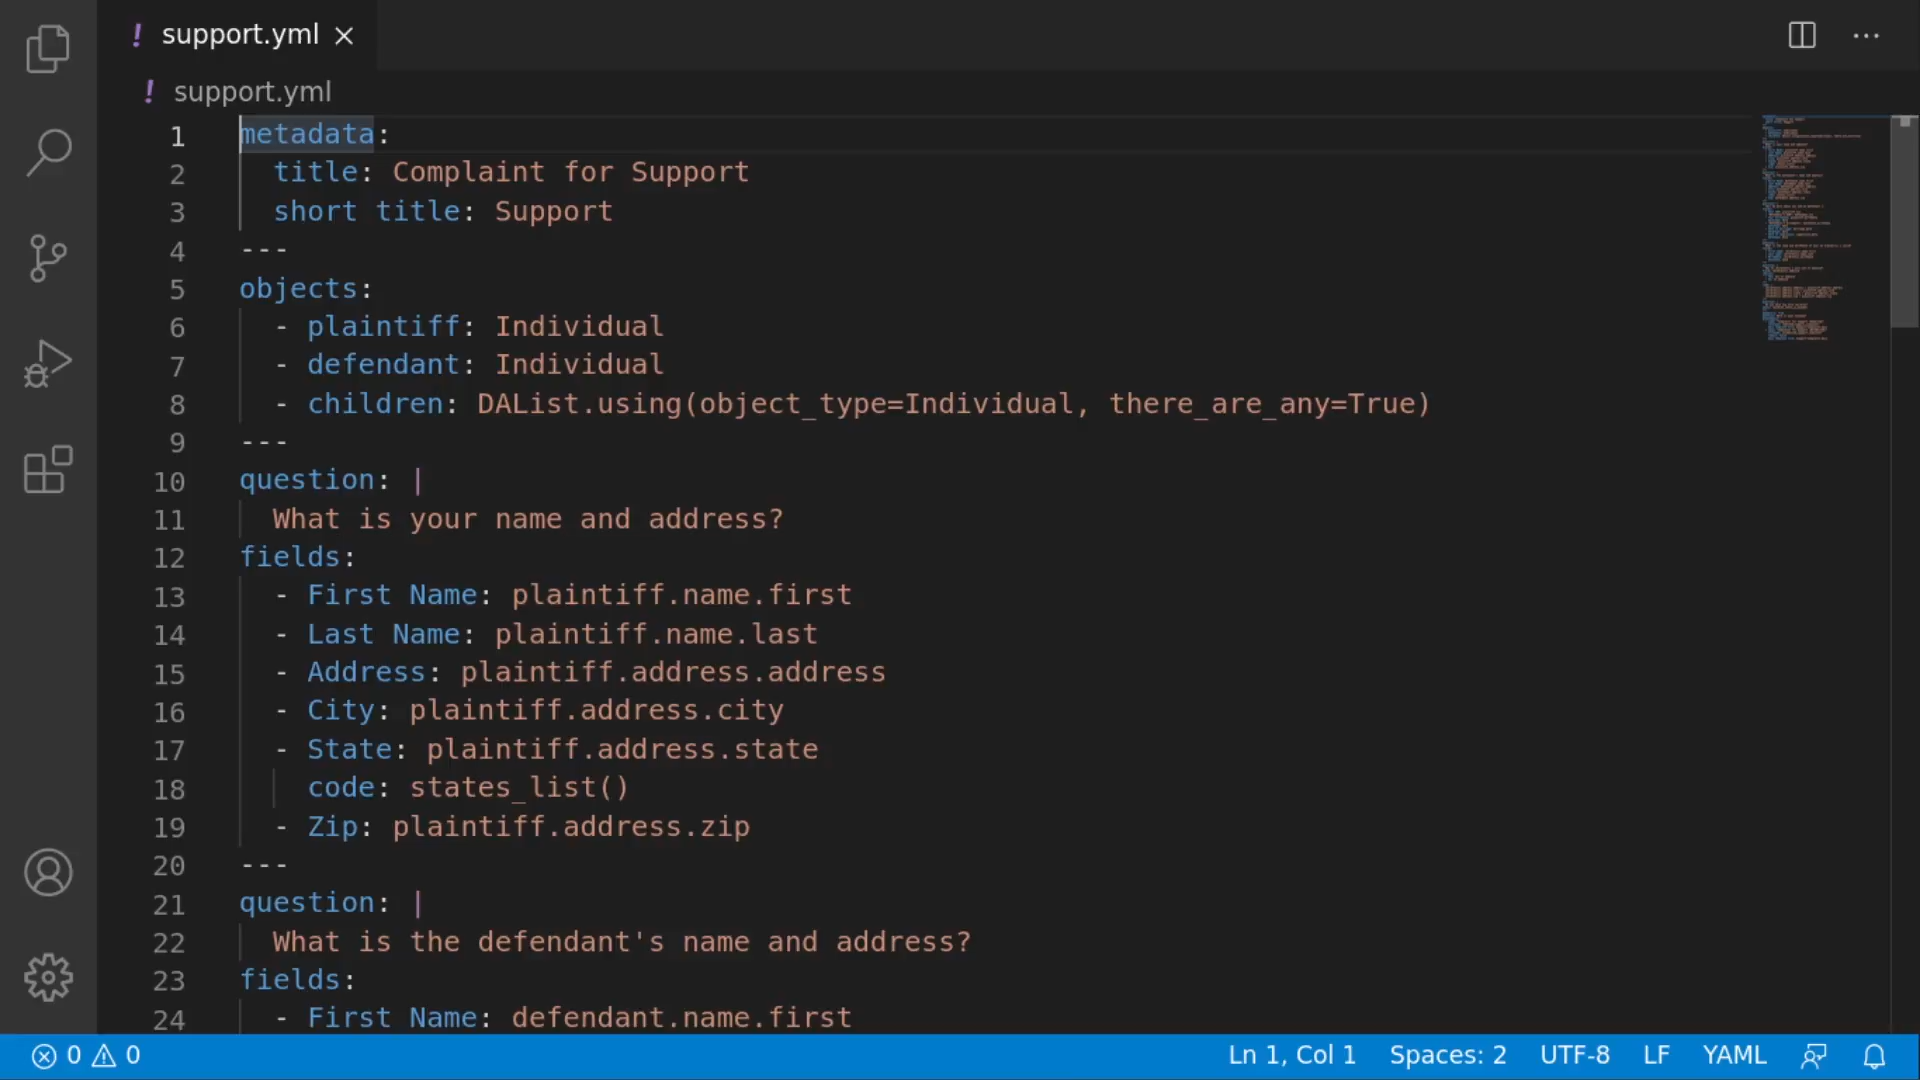 ! support.yml ×
! support.yml
1 metadata:
2   title: Complaint for Support
3   short title: Support
4 ---
5 objects:
6   - plaintiff: Individual
7   - defendant: Individual
8   - children: DAList.using(object_type=Individual, there_are_any=True)
9 ---
10 question: |
11   What is your name and address?
12 fields:
13   - First Name: plaintiff.name.first
14   - Last Name: plaintiff.name.last
15   - Address: plaintiff.address.address
16   - City: plaintiff.address.city
17   - State: plaintiff.address.state
18     code: states_list()
19   - Zip: plaintiff.address.zip
20 ---
21 question: |
22   What is the defendant's name and address?
23 fields:
24   - First Name: defendant.name.first
0 0 Ln 1, Col 1 Spaces: 2 UTF-8 LF YAML